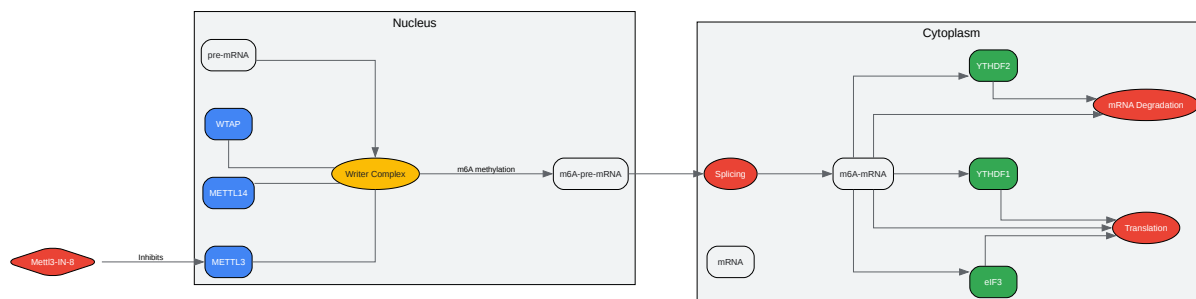 Nucleus
pre-mRNA
WTAP
Writer Complex
m6A methylation
m6A-pre-mRNA
METTL14
METTL3
Mettl3-IN-8
Inhibits
Cytoplasm
YTHDF2
mRNA Degradation
Splicing
m6A-mRNA
YTHDF1
Translation
mRNA
eIF3